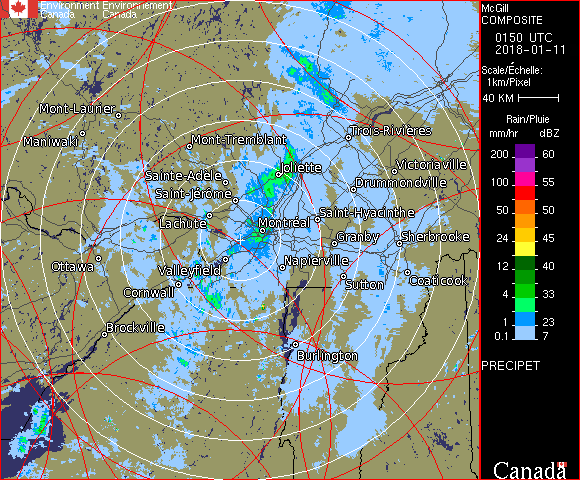 Environment Environnement
Canada Canada
McGill
COMPOSITE
0150 UTC
2018-01-11
Scale/Échelle:
1km/Pixel
40 KM
Rain/Pluie
mm/hr dBZ
200 60
100 55
50 50
24 45
12 40
4 33
1 23
0.1 7
PRECIPET
Canada
Mont-Laurier
Maniwaki
Mont-Tremblant
Trois-Rivières
Sainte-Adèle
Joliette
Victoriaville
Saint-Jérôme
Drummondville
Lachute
Saint-Hyacinthe
Montréal
Granby
Sherbrooke
Ottawa
Valleyfield
Napierville
Cornwall
Sutton
Coaticook
Brockville
Burlington